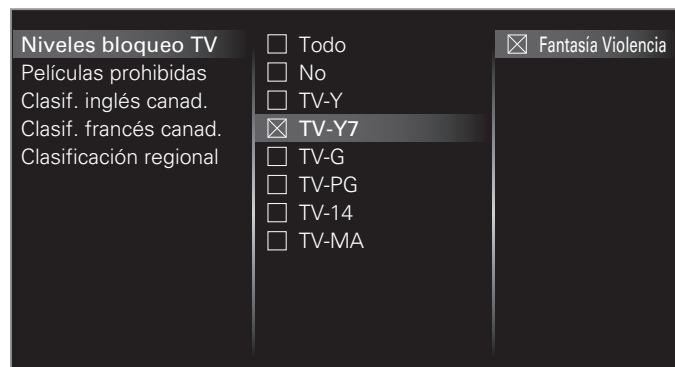 Niveles bloqueo TV
Películas prohibidas
Clasif. inglés canad.
Clasif. francés canad.
Clasificación regional
Todo
No
TV-Y
TV-Y7
TV-G
TV-PG
TV-14
TV-MA
Fantasía Violencia